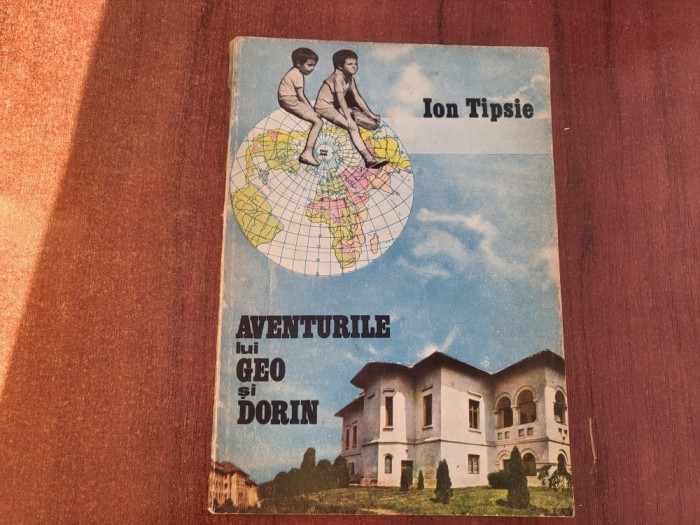 Ion Tipsie
AVENTURILE
lui
GEO
și
DORIN